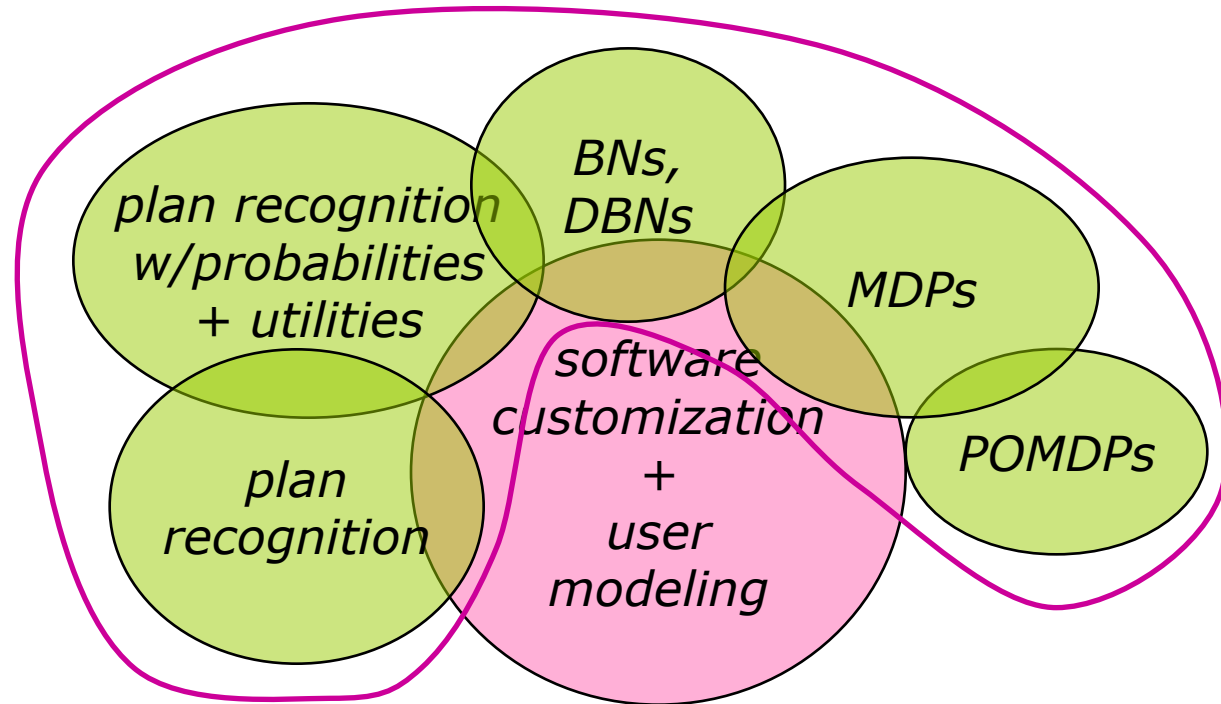 BNs,
DBNs
plan recognition
w/probabilities
+ utilities
MDPs
software
customization
+
user
modeling
POMDPs
plan
recognition